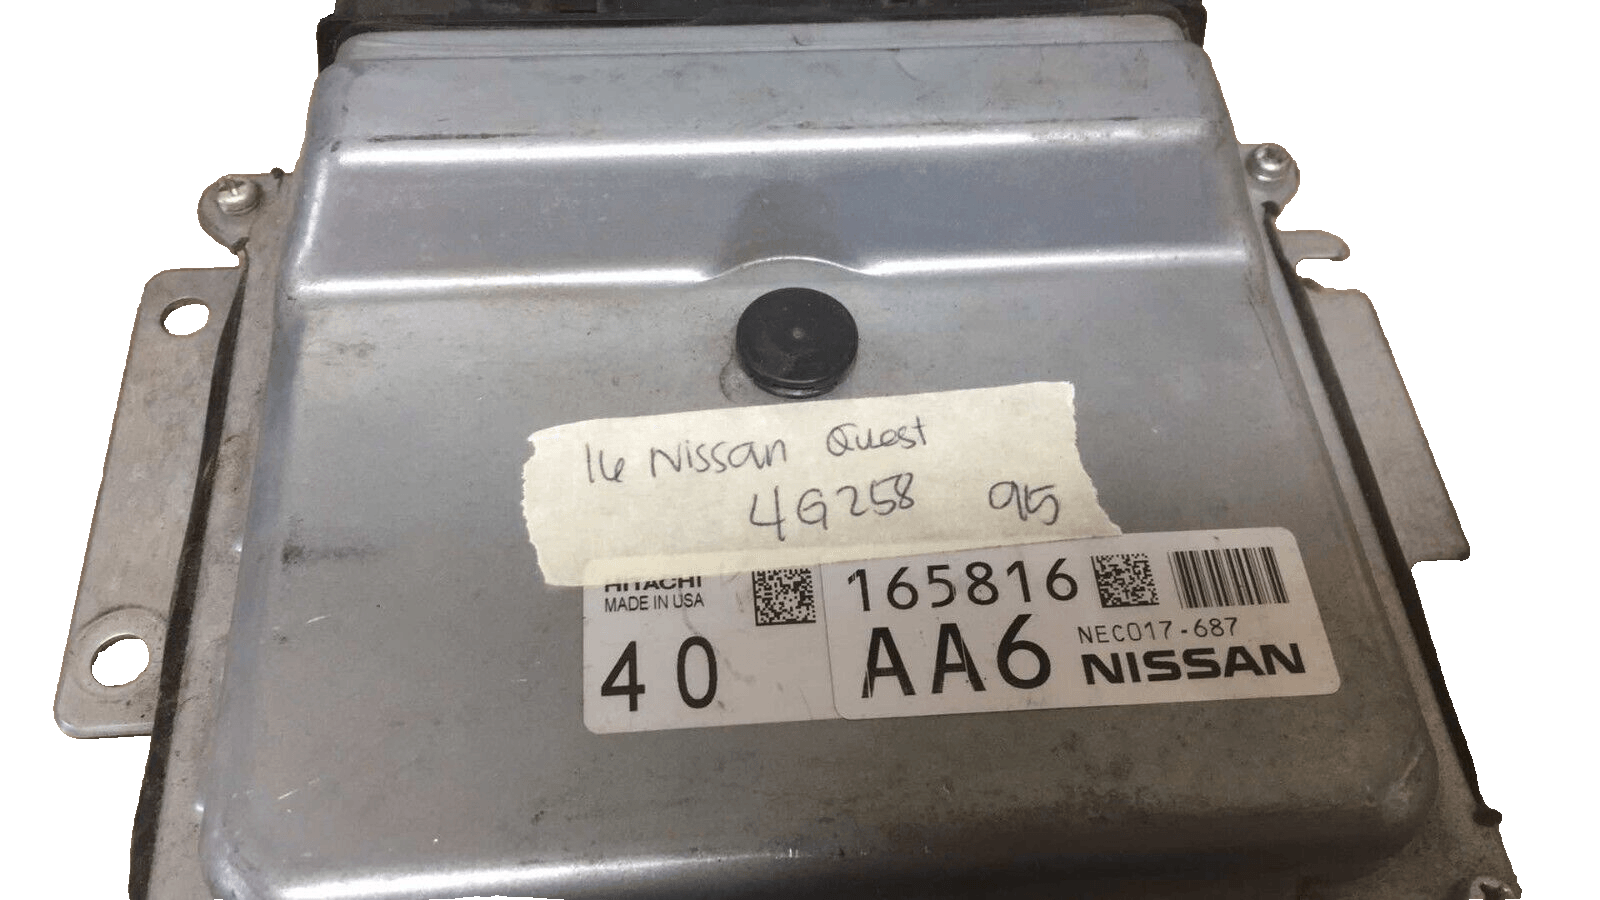 16 Nissan Quest
4G258 95
HITACHI
MADE IN USA
40
165816
AA6
NEC017-687
NISSAN